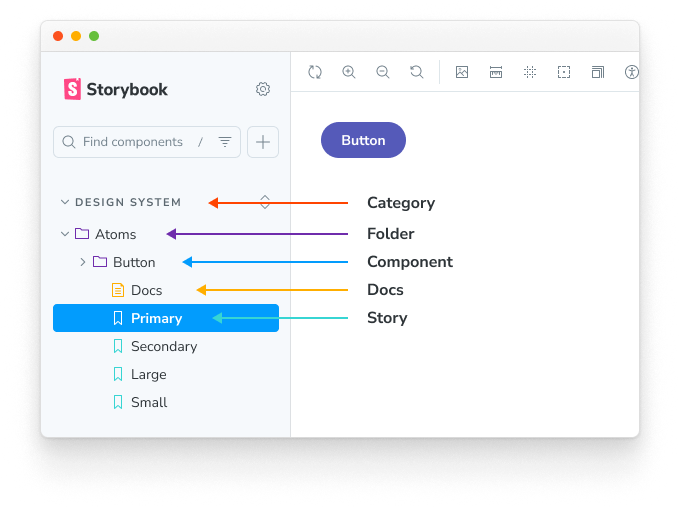 Storybook
Find components /
DESIGN SYSTEM
Atoms
Button
Docs
Primary
Secondary
Large
Small
Button
Category
Folder
Component
Docs
Story